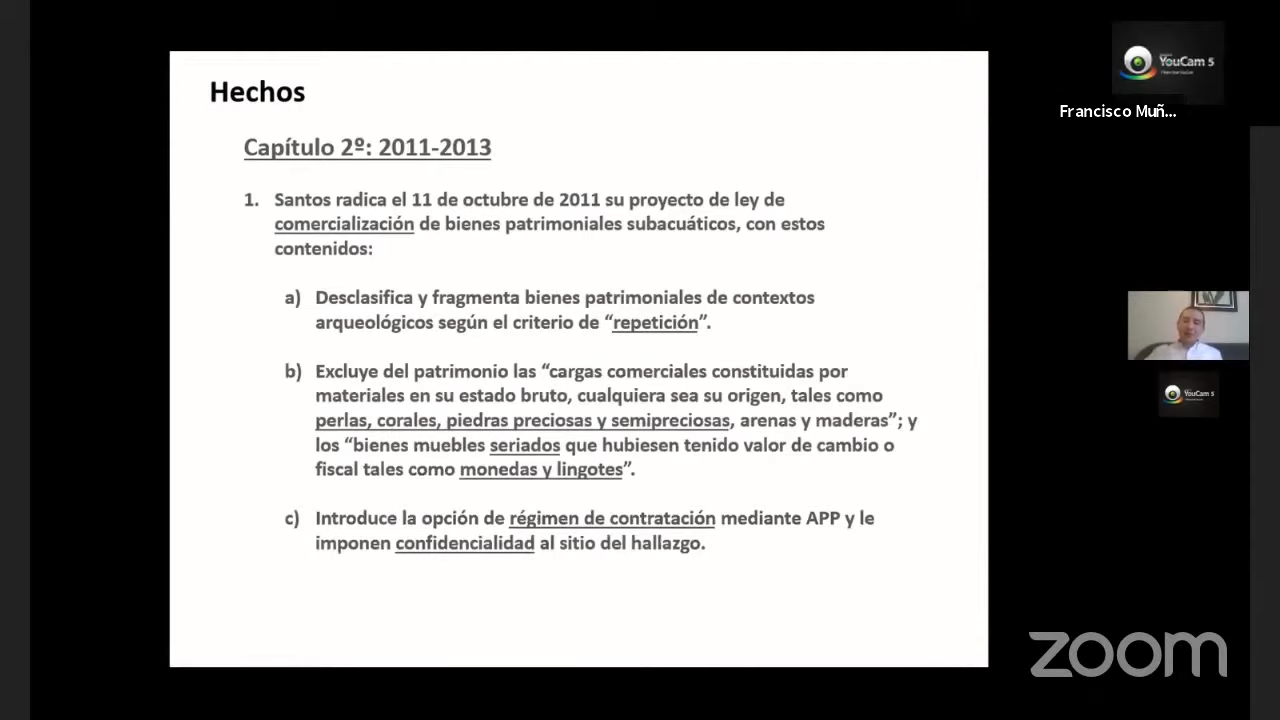 Hechos
Capítulo 2º: 2011-2013
1. Santos radica el 11 de octubre de 2011 su proyecto de ley de
comercialización de bienes patrimoniales subacuáticos, con estos
contenidos:
a) Desclasifica y fragmenta bienes patrimoniales de contextos
arqueológicos según el criterio de “repetición”.
b) Excluye del patrimonio las “cargas comerciales constituidas por
materiales en su estado bruto, cualquiera sea su origen, tales como
perlas, corales, piedras preciosas y semipreciosas, arenas y maderas”; y
los “bienes muebles seriados que hubiesen tenido valor de cambio o
fiscal tales como monedas y lingotes”.
c) Introduce la opción de régimen de contratación mediante APP y le
imponen confidencialidad al sitio del hallazgo.
YouCam 5
Francisco Muñ...
YouCam 5
zoom